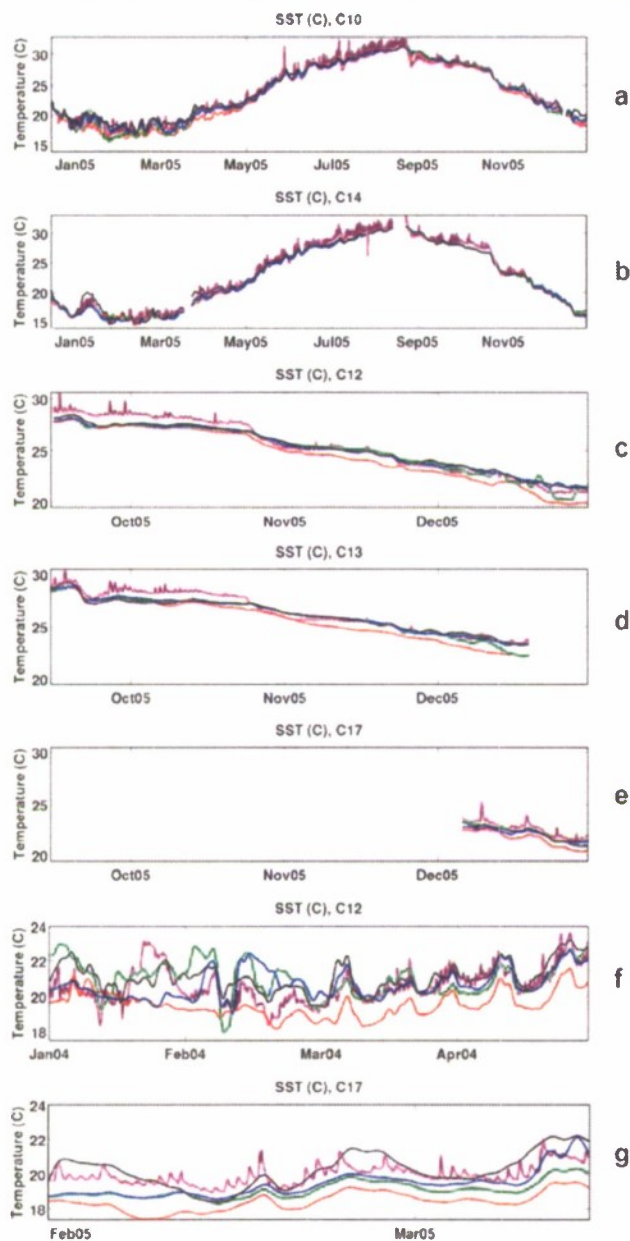 SST (C), C10
Temperature (C)
30
25
20
15
Jan05 Mar05 May05 Jul05 Sep05 Nov05
a
SST (C), C14
Temperature (C)
30
25
20
15
Jan05 Mar05 May05 Jul05 Sep05 Nov05
b
SST (C), C12
Temperature (C)
30
25
20
Oct05 Nov05 Dec05
c
SST (C), C13
Temperature (C)
30
25
20
Oct05 Nov05 Dec05
d
SST (C), C17
Temperature (C)
30
25
20
Oct05 Nov05 Dec05
e
SST (C), C12
Temperature (C)
24
22
20
18
Jan04 Feb04 Mar04 Apr04
f
SST (C), C17
Temperature (C)
24
22
20
18
Feb05 Mar05
g